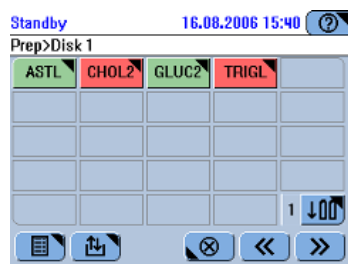 Standby 16.08.2006 15:40
Prep>Disk 1
ASTL CHOL2 GLUC2 TRIGL
1